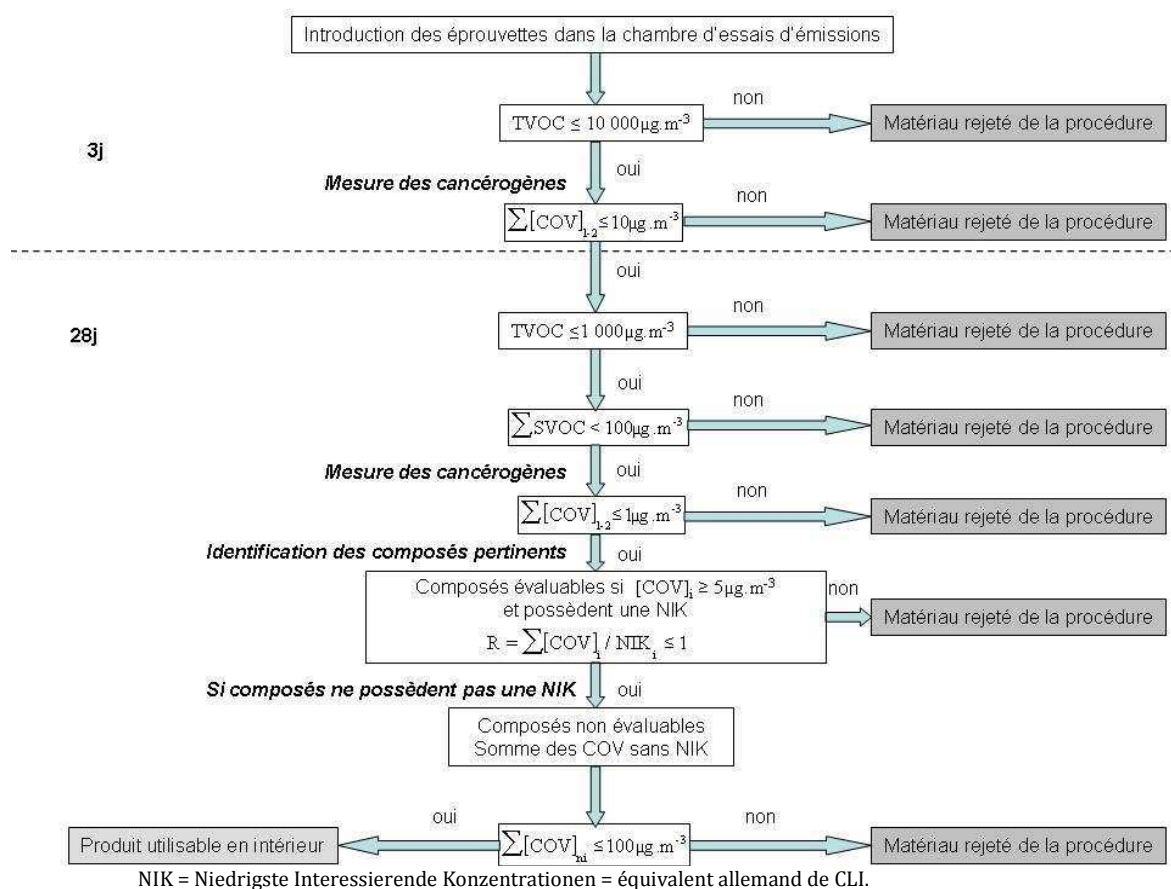 Introduction des éprouvettes dans la chambre d'essais d'émissions
non
TVOC ≤ 10 000µg.m⁻³
Matériau rejeté de la procédure
3j
oui
Mesure des cancérogènes
non
∑[COV]₁₋₂ ≤ 10µg.m⁻³
Matériau rejeté de la procédure
oui
28j
non
TVOC ≤1 000µg.m⁻³
Matériau rejeté de la procédure
oui
non
∑SVOC < 100µg.m⁻³
Matériau rejeté de la procédure
Mesure des cancérogènes
oui
non
∑[COV]₁₋₂ ≤ 1µg.m⁻³
Matériau rejeté de la procédure
Identification des composés pertinents
oui
Composés évaluables si [COV]ᵢ ≥ 5µg.m⁻³
et possèdent une NIK
non
R = ∑[COV]ᵢ / NIKᵢ ≤ 1
Matériau rejeté de la procédure
Si composés ne possèdent pas une NIK
oui
Composés non évaluables
Somme des COV sans NIK
oui
non
Produit utilisable en intérieur
∑[COV]ₙᵢ ≤ 100µg.m⁻³
Matériau rejeté de la procédure
NIK = Niedrigste Interessierende Konzentrationen = équivalent allemand de CLI.